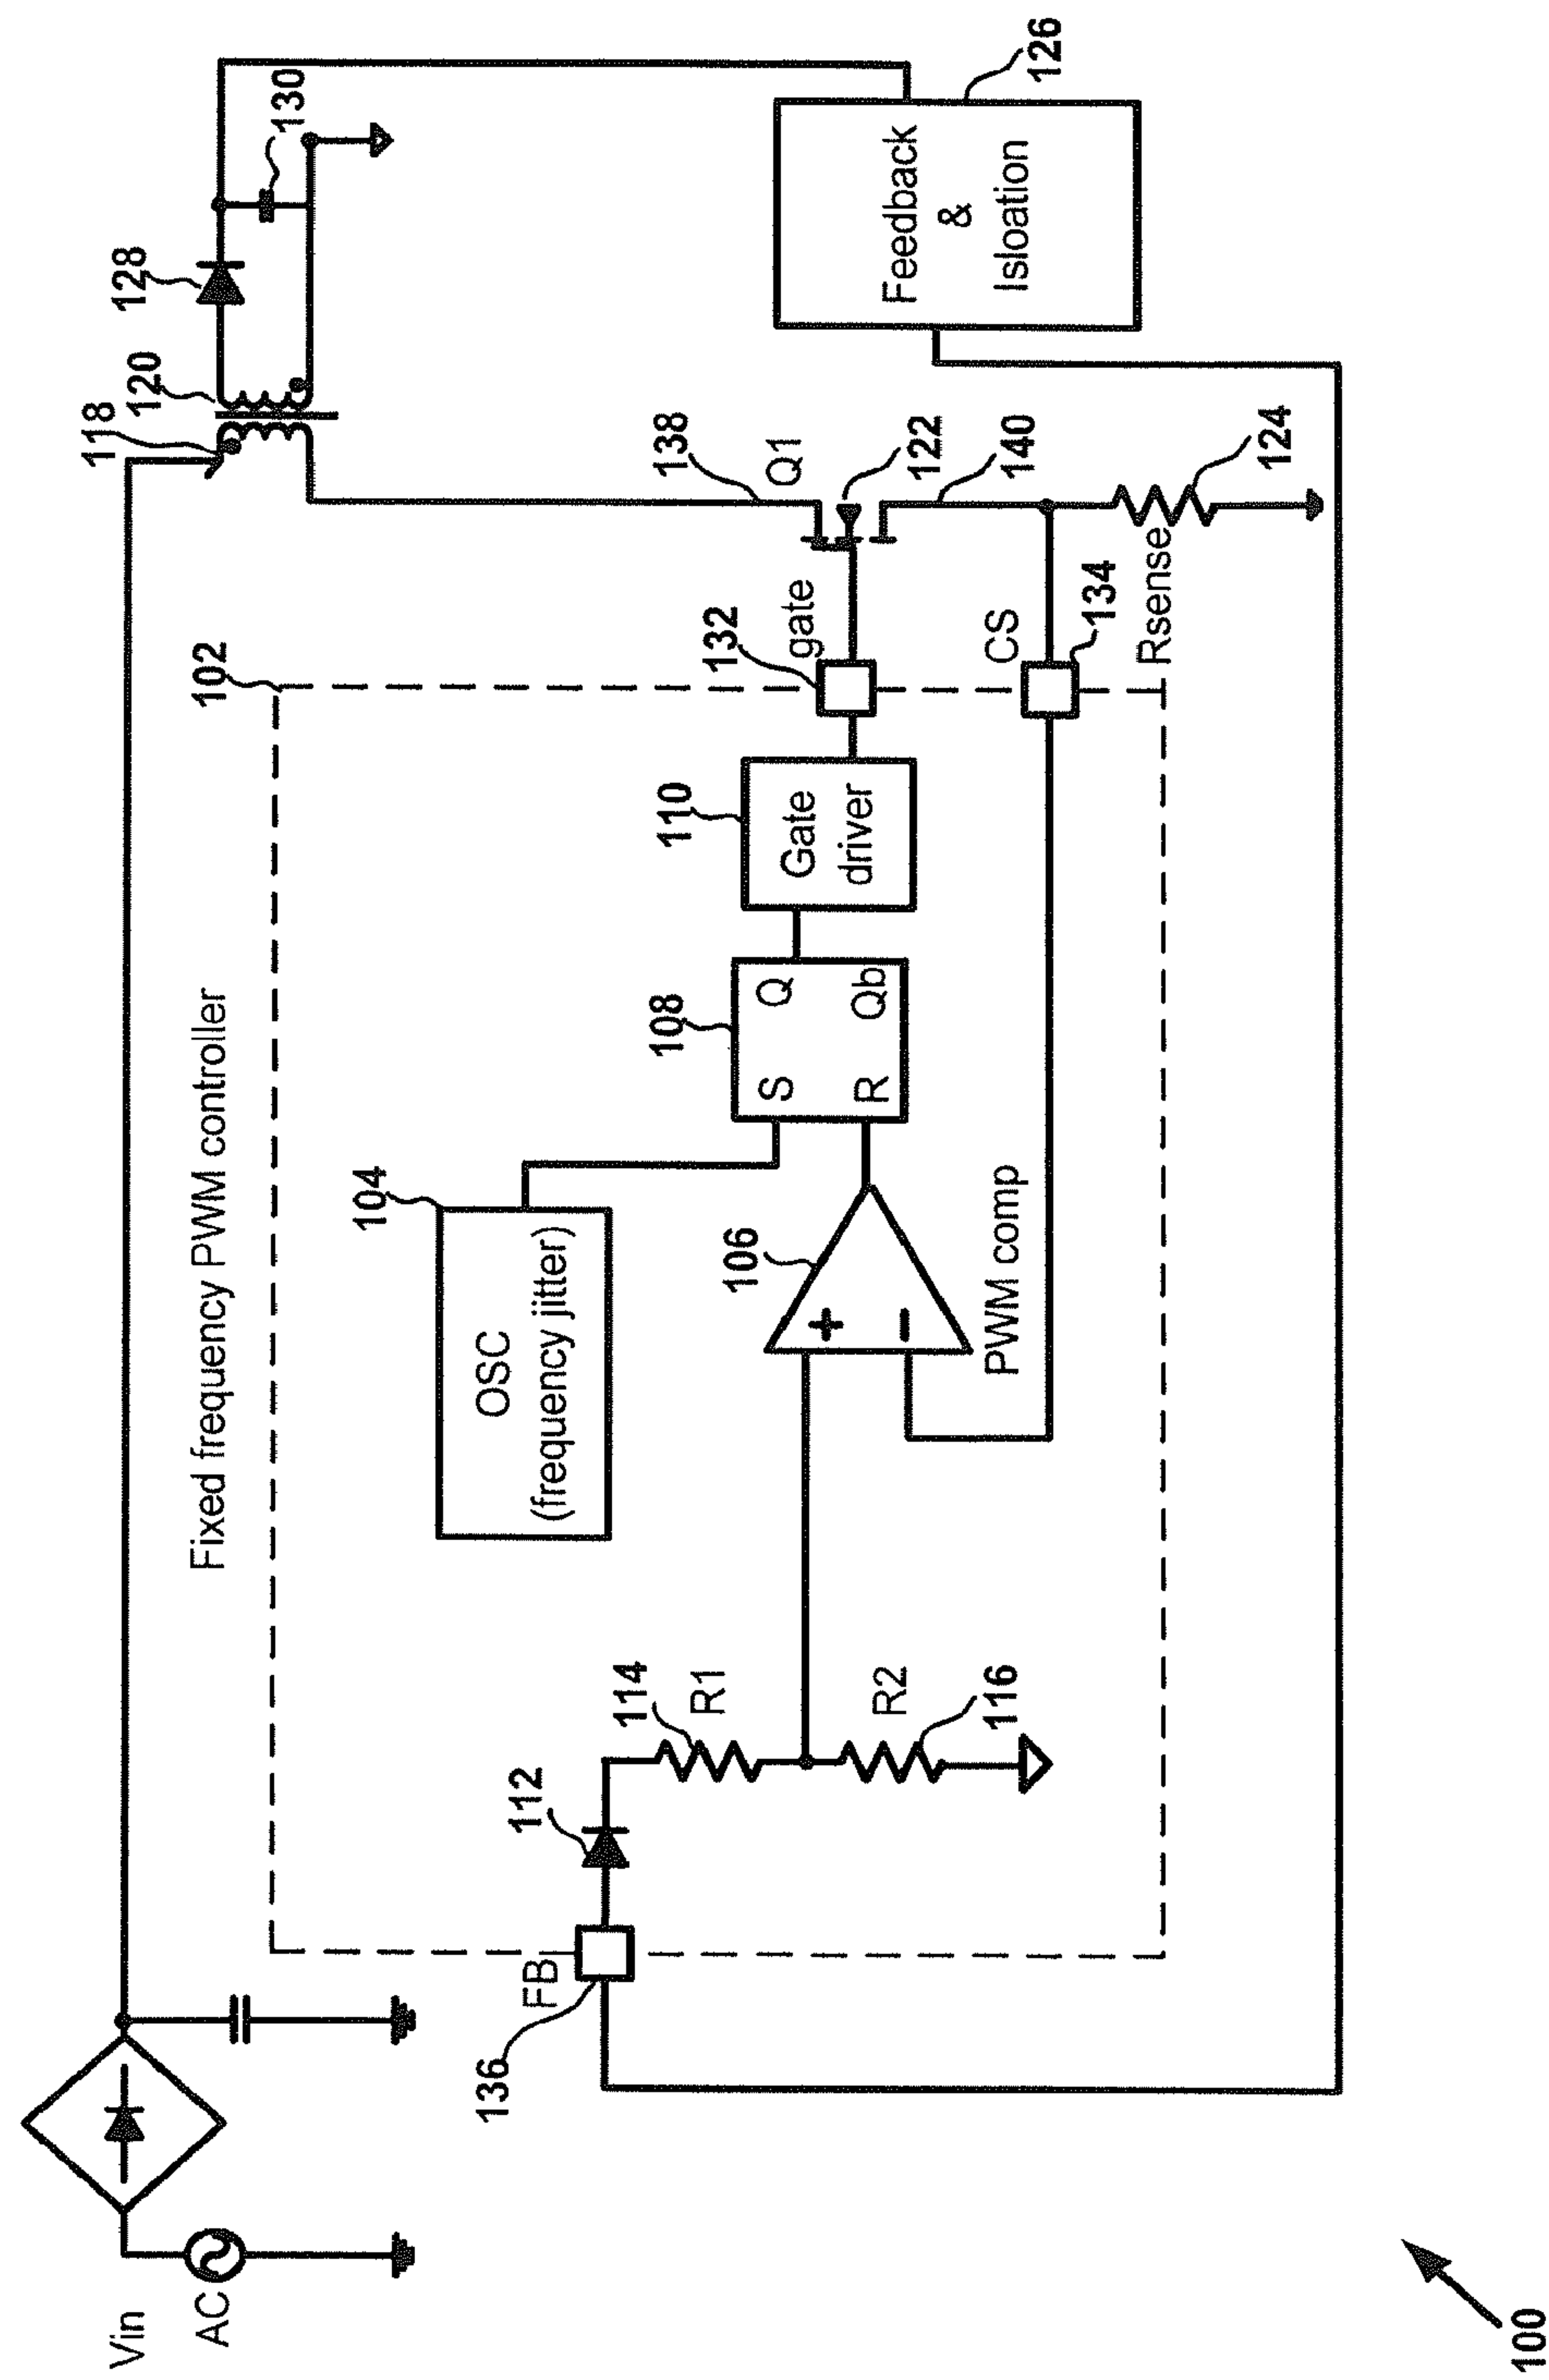 Vin
AC
118
120
128
130
Fixed frequency PWM controller
102
104
OSC
(frequency jitter)
108
S
Q
R
Qb
110
Gate
driver
132
gate
138
Q1
122
140
Feedback
&
Isloation
126
136
FB
112
114
R1
R2
116
106
+
−
PWM comp
CS
134
Rsense
124
100